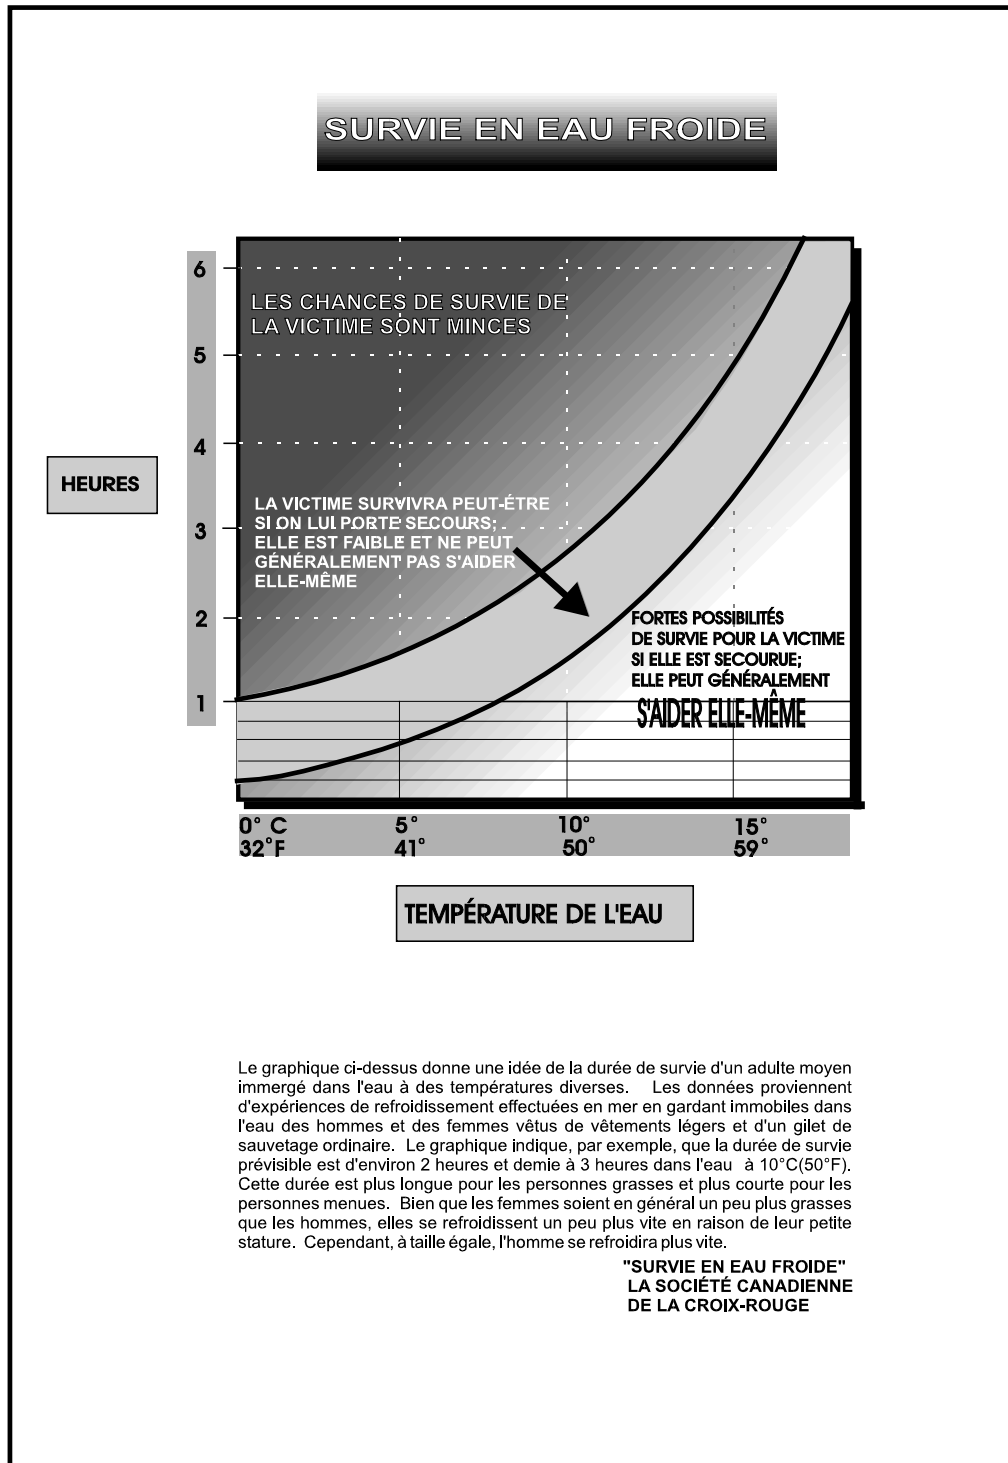 SURVIE EN EAU FROIDE
6
5
4
3
2
1
HEURES
LES CHANCES DE SURVIE DE
LA VICTIME SONT MINCES
LA VICTIME SURVIVRA PEUT-ÉTRE
SI ON LUI PORTE SECOURS;
ELLE EST FAIBLE ET NE PEUT
GÉNÉRALEMENT PAS S'AIDER
ELLE-MÊME
FORTES POSSIBILITÉS
DE SURVIE POUR LA VICTIME
SI ELLE EST SECOURUE;
ELLE PEUT GÉNÉRALEMENT
S'AIDER ELLE-MÊME
0° C 5° 10° 15°
32°F 41° 50° 59°
TEMPÉRATURE DE L'EAU
Le graphique ci-dessus donne une idée de la durée de survie d'un adulte moyen
immergé dans l'eau à des températures diverses. Les données proviennent
d'expériences de refroidissement effectuées en mer en gardant immobiles dans
l'eau des hommes et des femmes vêtus de vêtements légers et d'un gilet de
sauvetage ordinaire. Le graphique indique, par exemple, que la durée de survie
prévisible est d'environ 2 heures et demie à 3 heures dans l'eau à 10°C(50°F).
Cette durée est plus longue pour les personnes grasses et plus courte pour les
personnes menues. Bien que les femmes soient en général un peu plus grasses
que les hommes, elles se refroidissent un peu plus vite en raison de leur petite
stature. Cependant, à taille égale, l'homme se refroidira plus vite.
"SURVIE EN EAU FROIDE"
LA SOCIÉTÉ CANADIENNE
DE LA CROIX-ROUGE